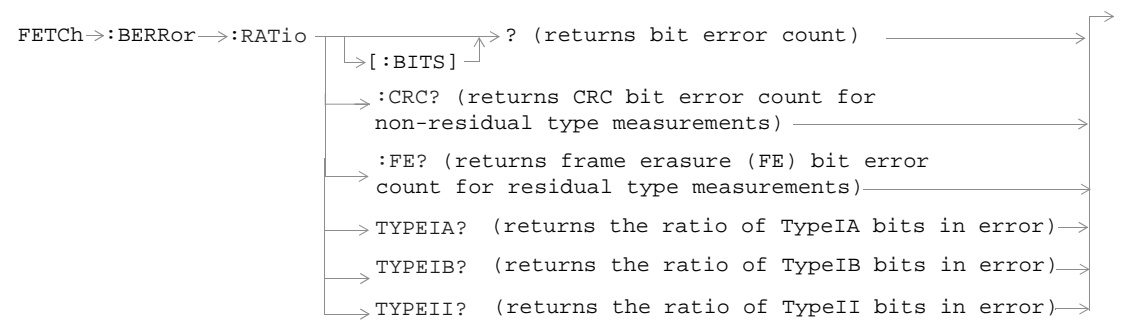 FETCh :BERRor :RATio ? (returns bit error count)
[:BITS]
:CRC? (returns CRC bit error count for
non-residual type measurements)
:FE? (returns frame erasure (FE) bit error
count for residual type measurements)
TYPEIA? (returns the ratio of TypeIA bits in error)
TYPEIB? (returns the ratio of TypeIB bits in error)
TYPEII? (returns the ratio of TypeII bits in error)